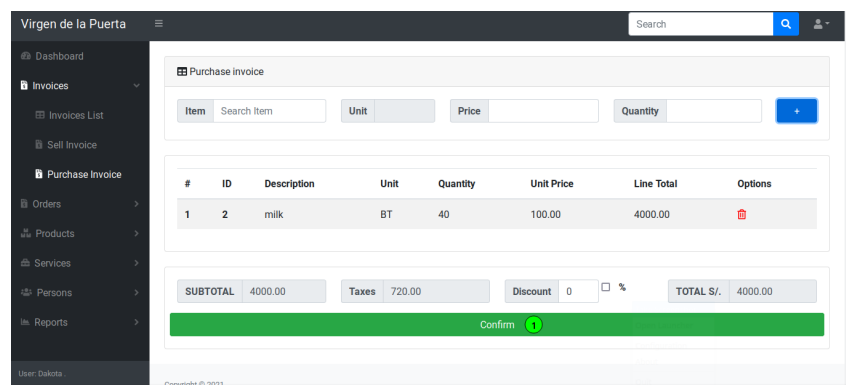 Virgen de la Puerta
Search
Dashboard
Invoices
Invoices List
Sell Invoice
Purchase Invoice
Orders
Products
Services
Persons
Reports
User: Dakota .
Purchase invoice
Item Search Item Unit Price Quantity +
# ID Description Unit Quantity Unit Price Line Total Options
1 2 milk BT 40 100.00 4000.00
SUBTOTAL 4000.00 Taxes 720.00 Discount 0 % TOTAL S/. 4000.00
Confirm 1
Copyright © 2021